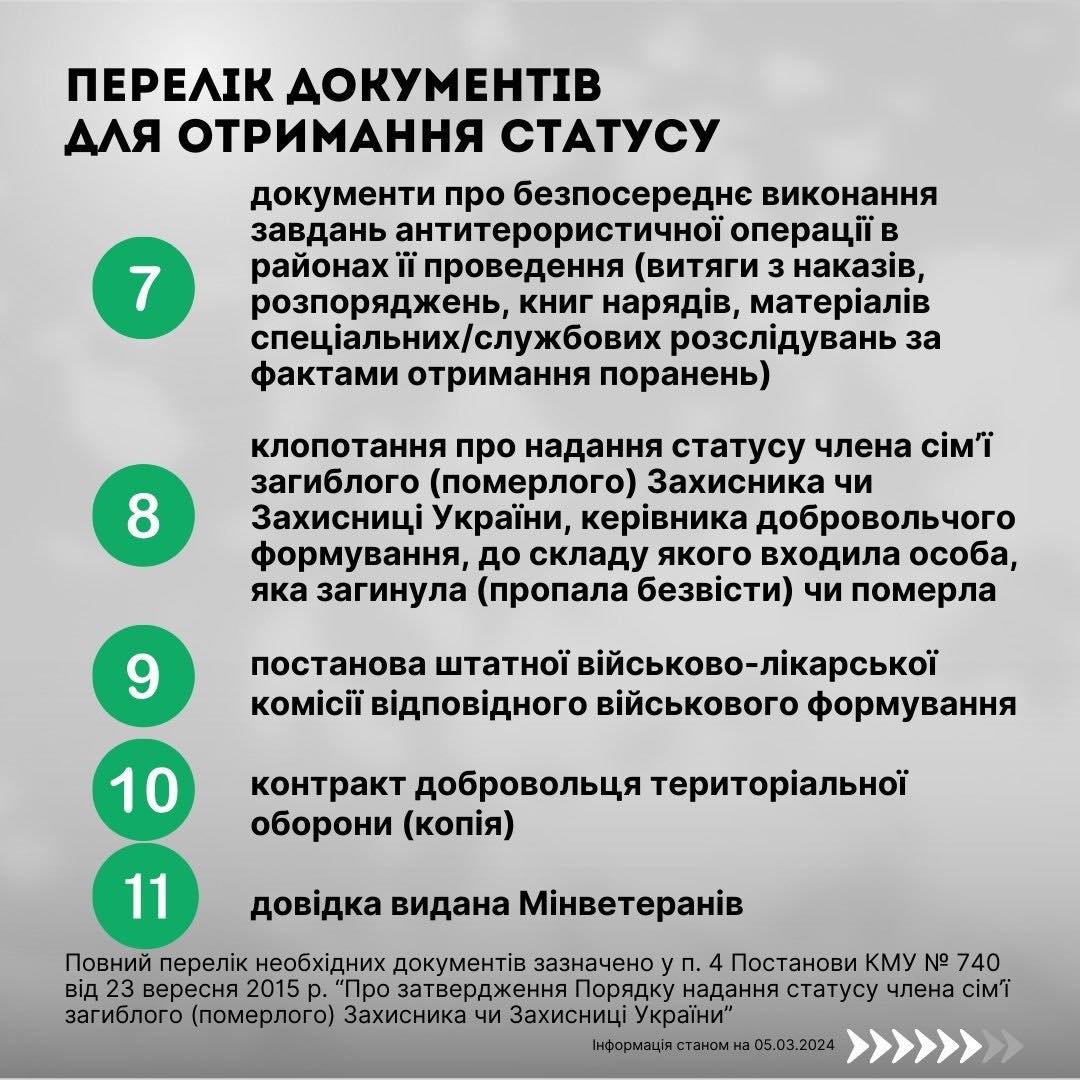 ПЕРЕЛІК ДОКУМЕНТІВ
ДЛЯ ОТРИМАННЯ СТАТУСУ
7
документи про безпосереднє виконання
завдань антитерористичної операції в
районах її проведення (витяги з наказів,
розпоряджень, книг нарядів, матеріалів
спеціальних/службових розслідувань за
фактами отримання поранень)
8
клопотання про надання статусу члена сім’ї
загиблого (померлого) Захисника чи
Захисниці України, керівника добровольчого
формування, до складу якого входила особа,
яка загинула (пропала безвісти) чи померла
9
постанова штатної військово-лікарської
комісії відповідного військового формування
10
контракт добровольця територіальної
оборони (копія)
11
довідка видана Мінветеранів
Повний перелік необхідних документів зазначено у п. 4 Постанови КМУ № 740
від 23 вересня 2015 р. “Про затвердження Порядку надання статусу члена сім’ї
загиблого (померлого) Захисника чи Захисниці України”
Інформація станом на 05.03.2024